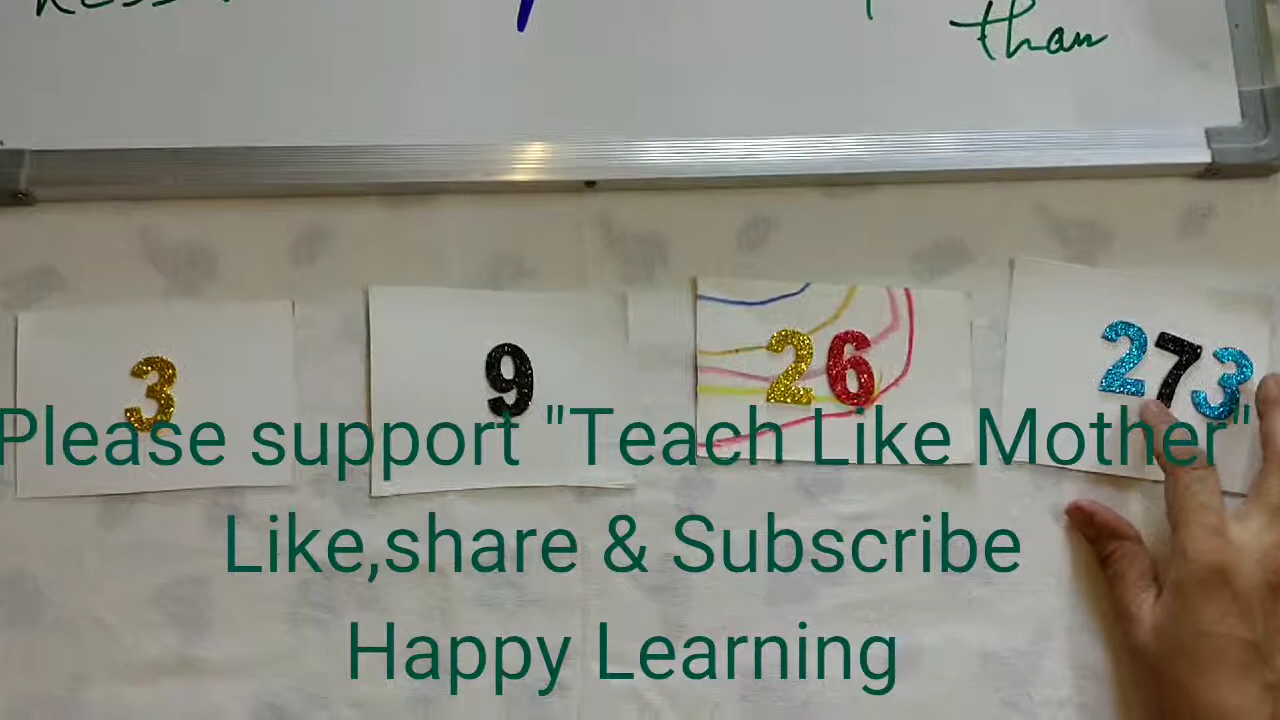 than
3 9 26 273
Please support "Teach Like Mother"
Like,share & Subscribe
Happy Learning